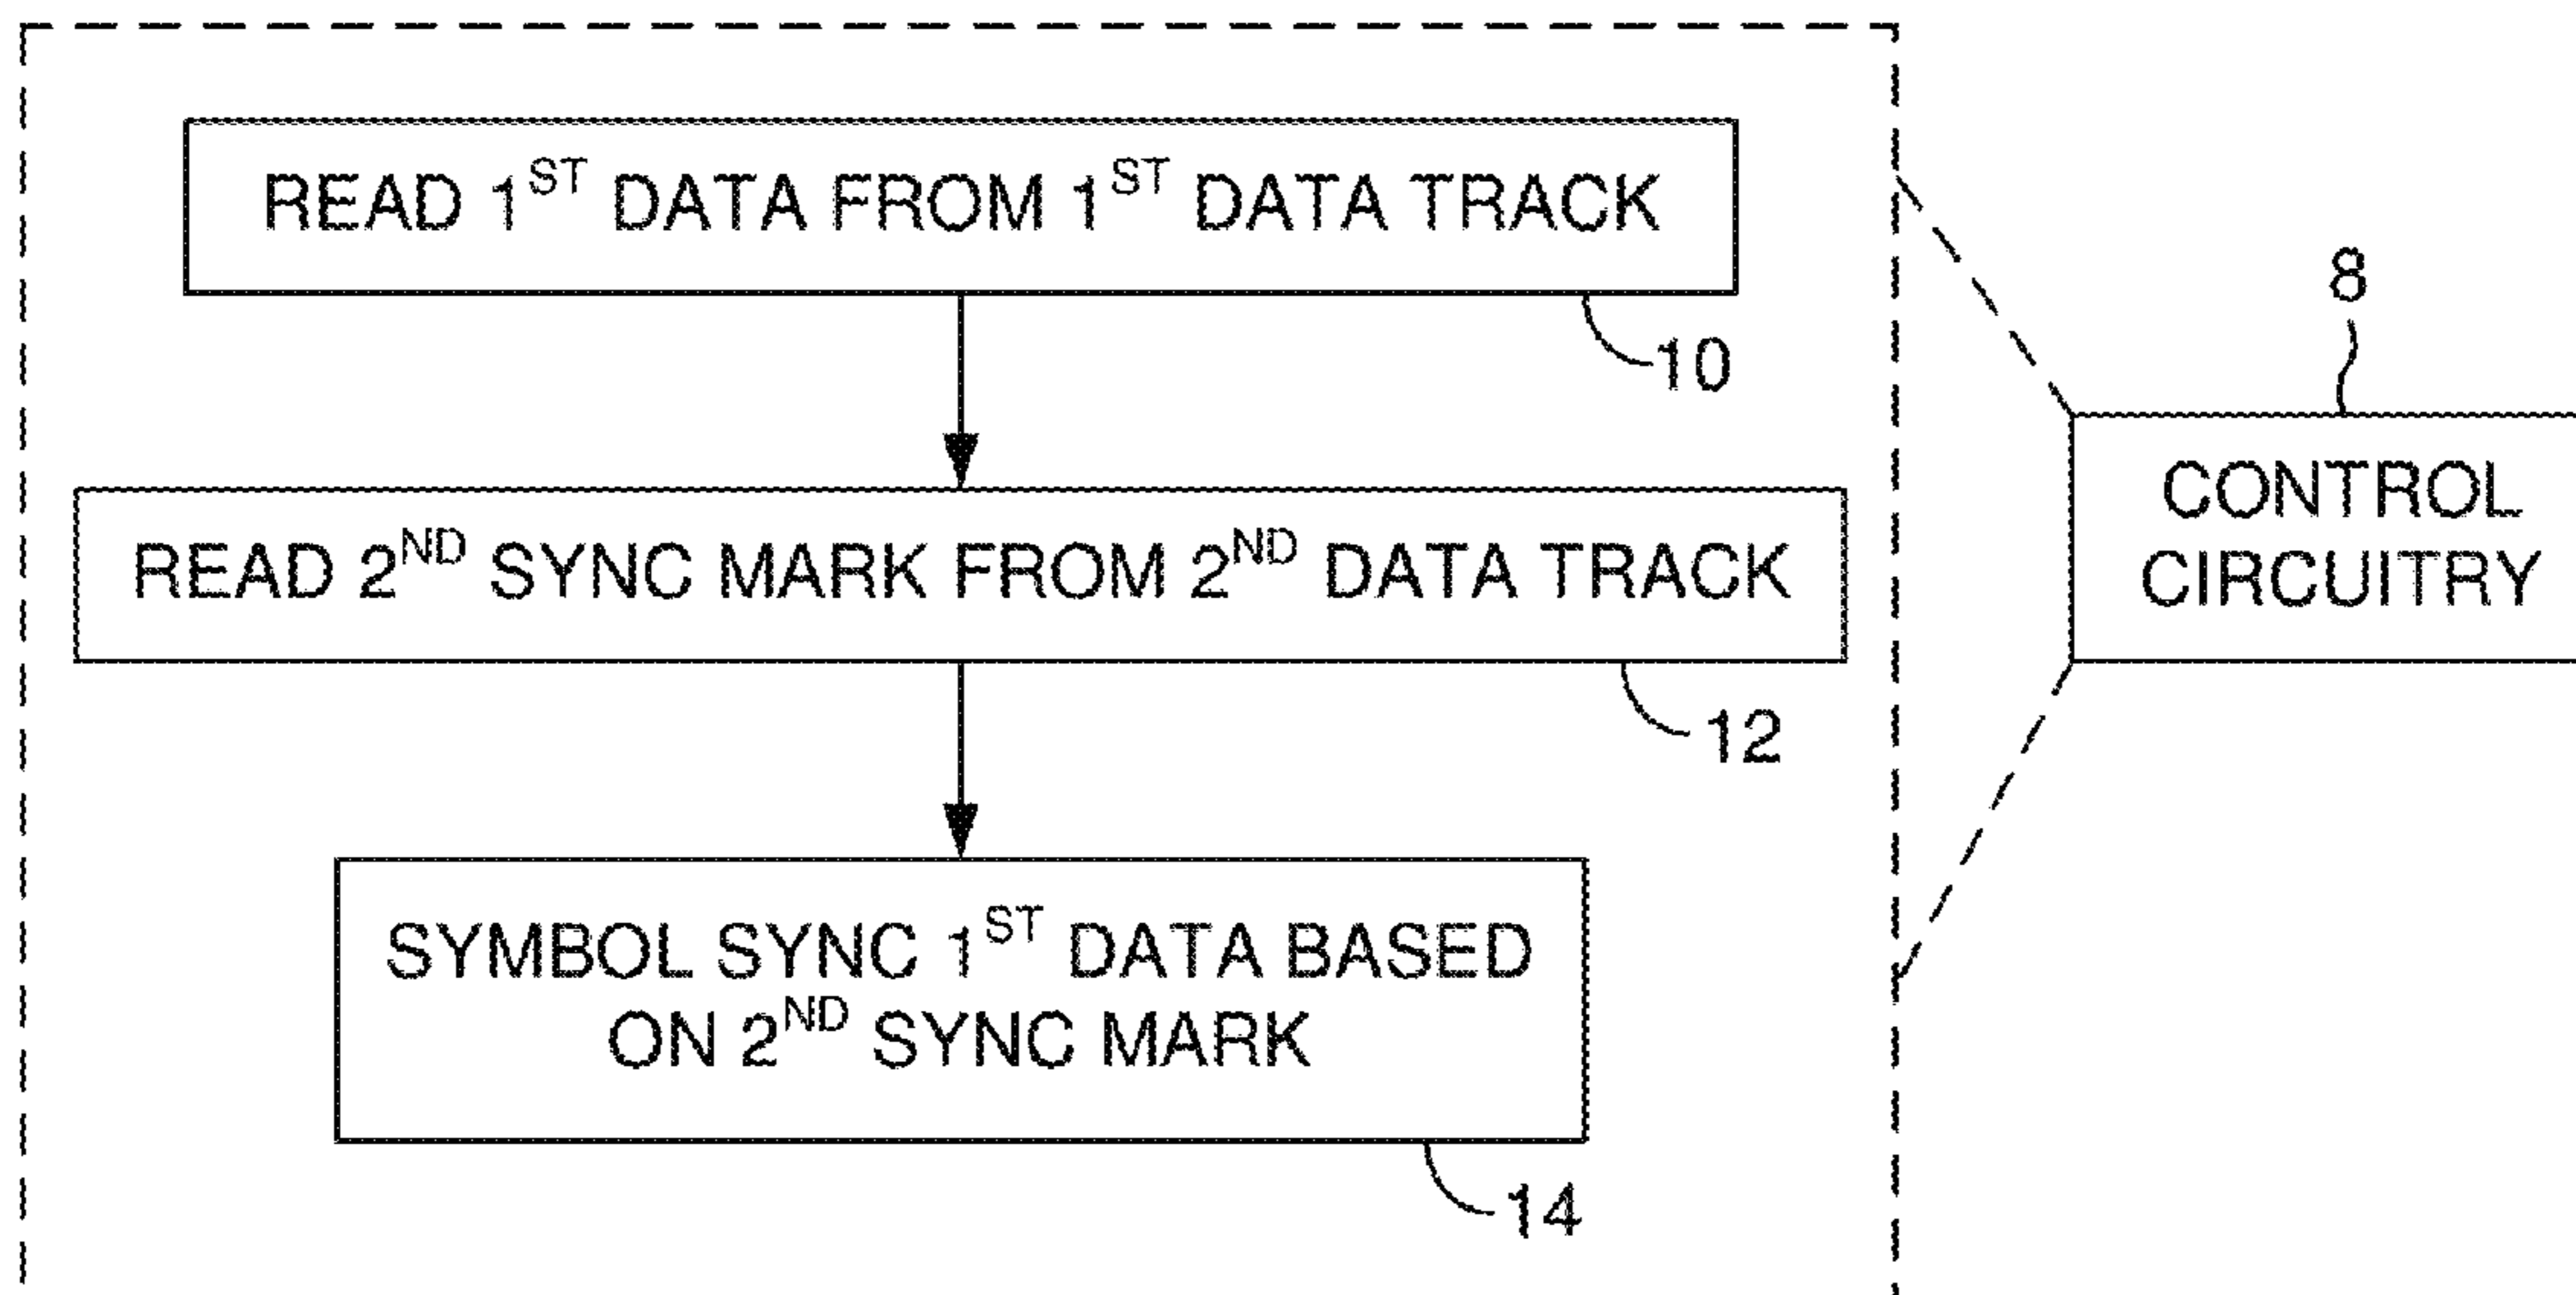 READ 1ST DATA FROM 1ST DATA TRACK
10
8
CONTROL
CIRCUITRY
READ 2ND SYNC MARK FROM 2ND DATA TRACK
12
SYMBOL SYNC 1ST DATA BASED
ON 2ND SYNC MARK
14